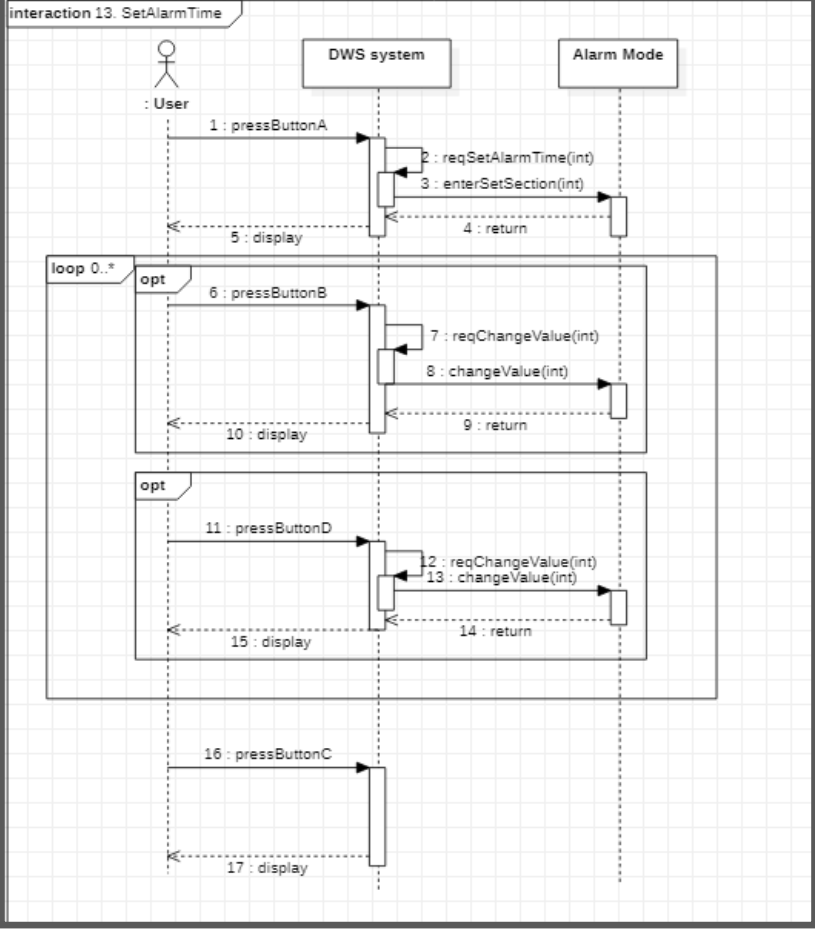 interaction 13. SetAlarmTime
DWS system
Alarm Mode
: User
1 : pressButtonA
2 : reqSetAlarmTime(int)
3 : enterSetSection(int)
4 : return
5 : display
loop 0..*
opt
6 : pressButtonB
7 : reqChangeValue(int)
8 : changeValue(int)
9 : return
10 : display
opt
11 : pressButtonD
12 : reqChangeValue(int)
13 : changeValue(int)
14 : return
15 : display
16 : pressButtonC
17 : display